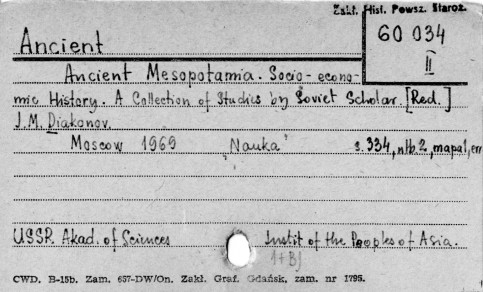 Zakł. Hist. Powsz. Staroż.
60 034
II
Ancient
Ancient Mesopotamia. Socio-econo-
mic History. A Collection of Studies by Soviet Scholar. [Red.]
J.M. Diakonov.
Moscow 1969 "Nauka" s. 334, nlb. 2, mapa 1, err
USSR Akad. of Sciences Instit of the Peoples of Asia.
1+BJ
CWD. B-15b. Zam. 657-DW/On. Zakł. Graf. Gdańsk, zam. nr 1795.